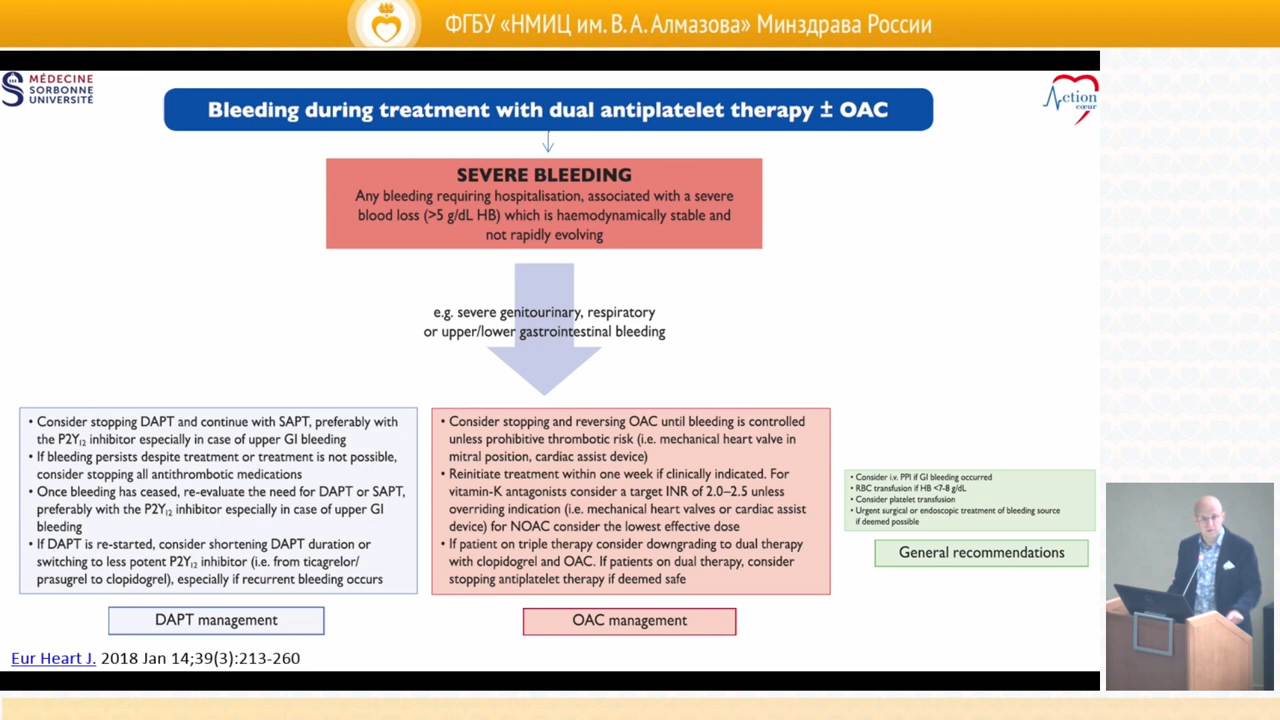 ФГБУ «НМИЦ им. В. А. Алмазова» Минздрава России
MÉDECINE
SORBONNE
UNIVERSITÉ
Action
cœur
Bleeding during treatment with dual antiplatelet therapy ± OAC
SEVERE BLEEDING
Any bleeding requiring hospitalisation, associated with a severe
blood loss (>5 g/dL HB) which is haemodynamically stable and
not rapidly evolving
e.g. severe genitourinary, respiratory
or upper/lower gastrointestinal bleeding
• Consider stopping DAPT and continue with SAPT, preferably with
the P2Y₁₂ inhibitor especially in case of upper GI bleeding
• If bleeding persists despite treatment or treatment is not possible,
consider stopping all antithrombotic medications
• Once bleeding has ceased, re-evaluate the need for DAPT or SAPT,
preferably with the P2Y₁₂ inhibitor especially in case of upper GI
bleeding
• If DAPT is re-started, consider shortening DAPT duration or
switching to less potent P2Y₁₂ inhibitor (i.e. from ticagrelor/
prasugrel to clopidogrel), especially if recurrent bleeding occurs
DAPT management
• Consider stopping and reversing OAC until bleeding is controlled
unless prohibitive thrombotic risk (i.e. mechanical heart valve in
mitral position, cardiac assist device)
• Reinitiate treatment within one week if clinically indicated. For
vitamin-K antagonists consider a target INR of 2.0–2.5 unless
overriding indication (i.e. mechanical heart valves or cardiac assist
device) for NOAC consider the lowest effective dose
• If patient on triple therapy consider downgrading to dual therapy
with clopidogrel and OAC. If patients on dual therapy, consider
stopping antiplatelet therapy if deemed safe
OAC management
• Consider i.v. PPI if GI bleeding occurred
• RBC transfusion if HB <7-8 g/dL
• Consider platelet transfusion
• Urgent surgical or endoscopic treatment of bleeding source
if deemed possible
General recommendations
Eur Heart J. 2018 Jan 14;39(3):213-260